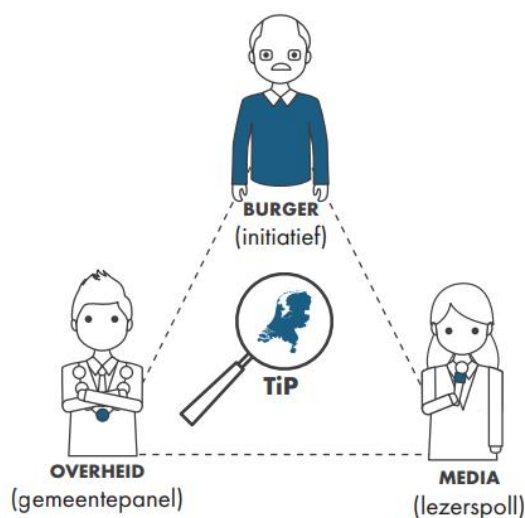 BURGER
(initiatief)
TiP
OVERHEID
(gemeentepanel)
MEDIA
(lezerspoll)